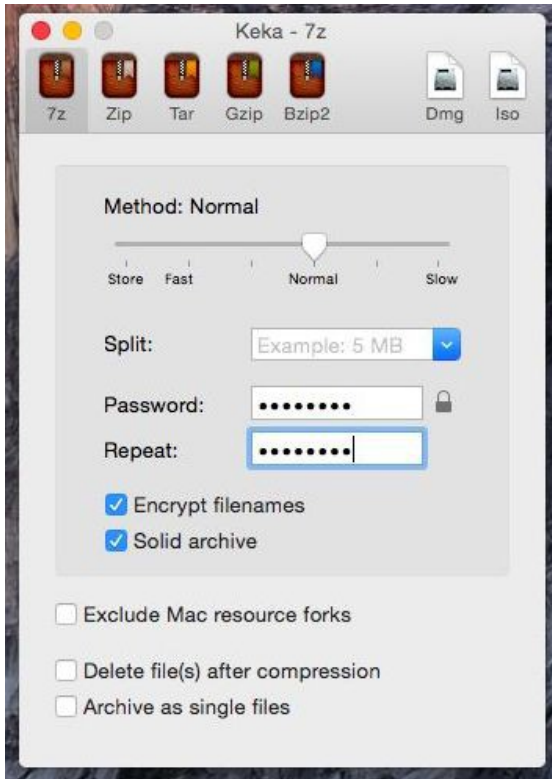 Keka - 7z
7z Zip Tar Gzip Bzip2 Dmg Iso
Method: Normal
Store Fast Normal Slow
Split: Example: 5 MB
Password: ••••••••
Repeat: ••••••••
Encrypt filenames
Solid archive
Exclude Mac resource forks
Delete file(s) after compression
Archive as single files